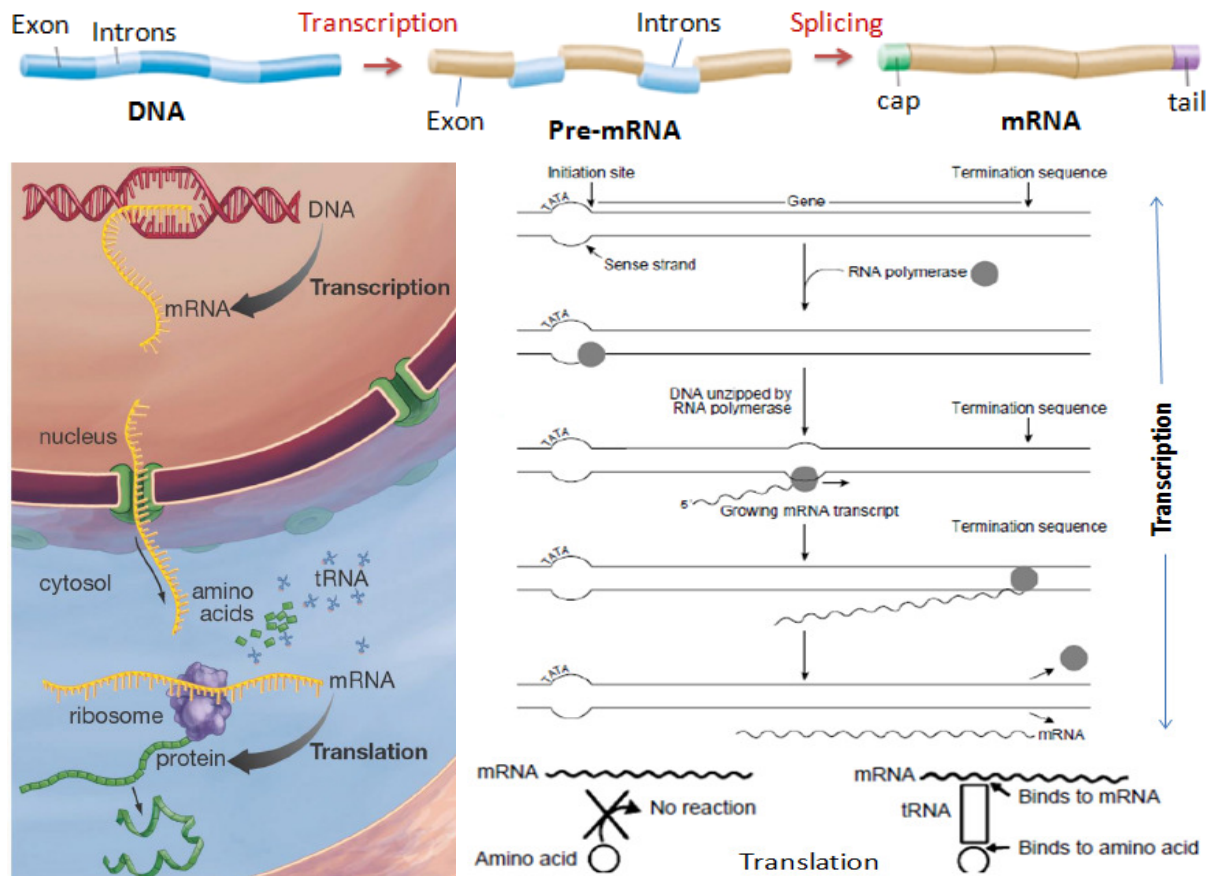 Exon
Introns
Transcription
Introns
Splicing
DNA
Exon
Pre-mRNA
cap
mRNA
tail
DNA
Transcription
mRNA
nucleus
cytosol
tRNA
amino
acids
mRNA
ribosome
protein
Translation
Initiation site
Termination sequence
TATA
Gene
Sense strand
RNA polymerase
TATA
DNA unzipped by
RNA polymerase
Termination sequence
TATA
5'
Growing mRNA transcript
Termination sequence
TATA
TATA
mRNA
Transcription
mRNA
No reaction
Amino acid
Translation
mRNA
Binds to mRNA
tRNA
Binds to amino acid